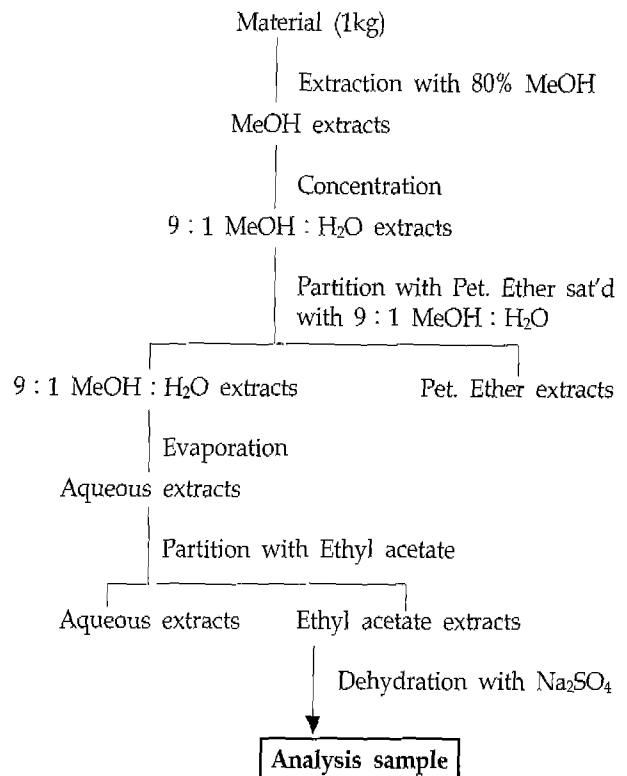 Material (1kg)
Extraction with 80% MeOH
MeOH extracts
Concentration
9 : 1 MeOH : H₂O extracts
Partition with Pet. Ether sat'd
with 9 : 1 MeOH : H₂O
9 : 1 MeOH : H₂O extracts
Pet. Ether extracts
Evaporation
Aqueous extracts
Partition with Ethyl acetate
Aqueous extracts
Ethyl acetate extracts
Dehydration with Na₂SO₄
Analysis sample